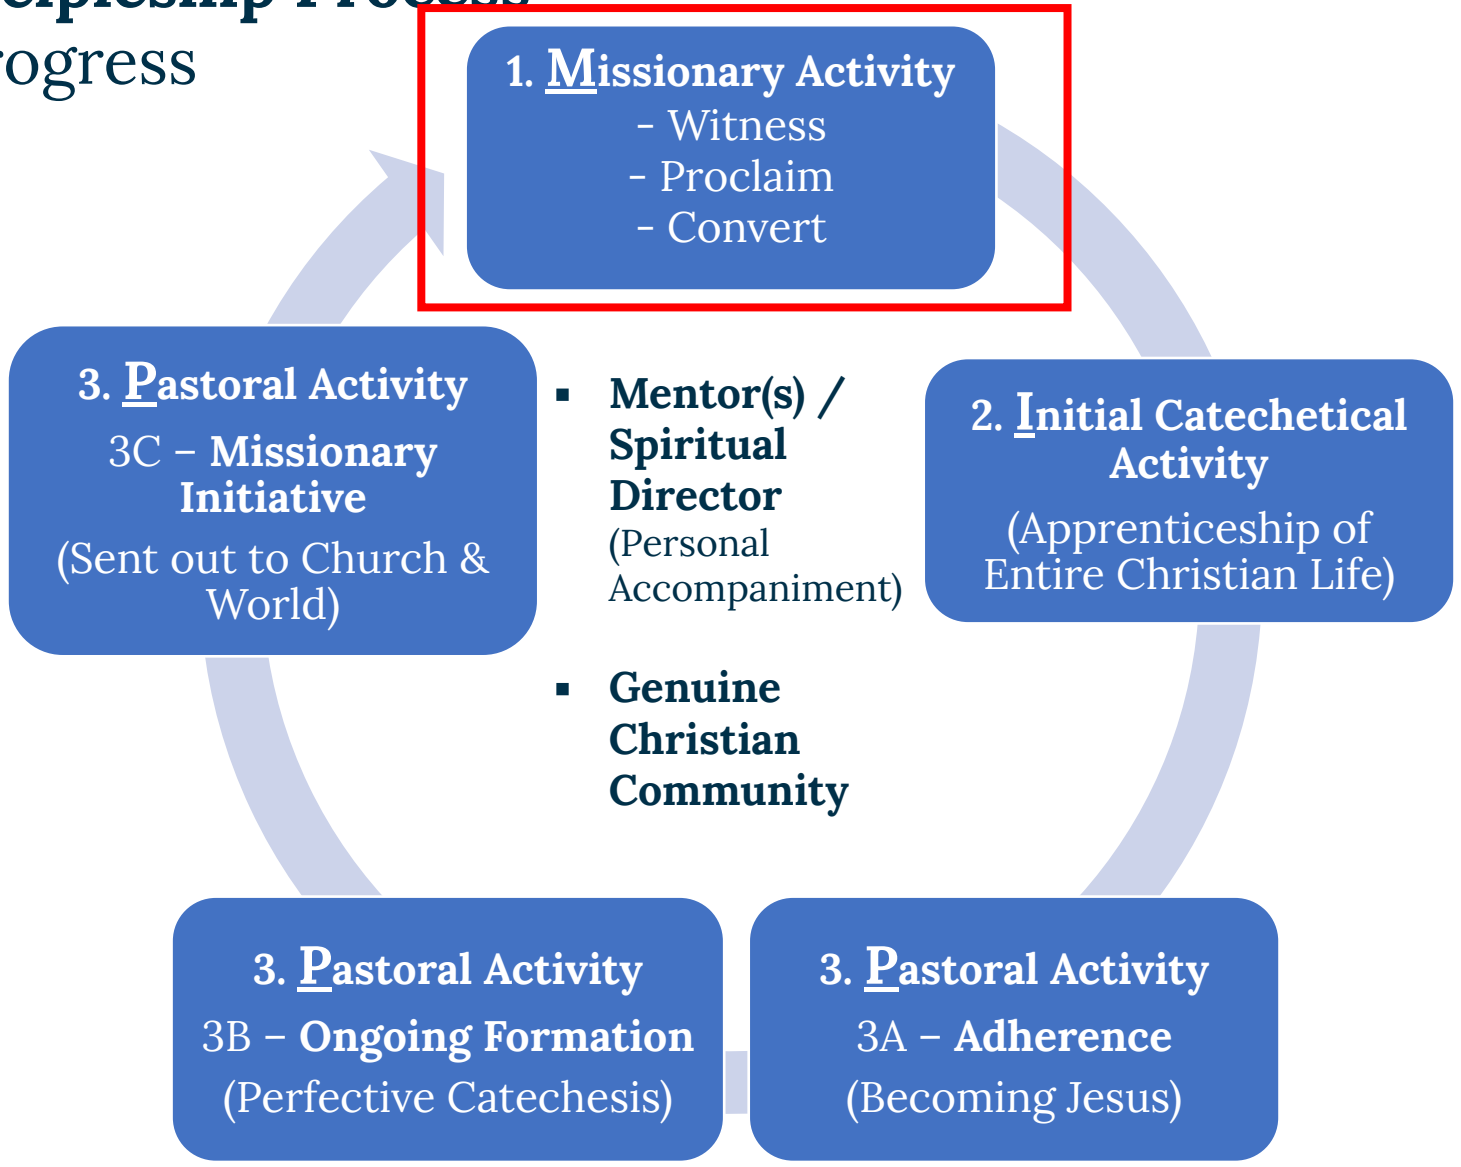 Process
rogress
1. Missionary Activity
- Witness
- Proclaim
- Convert
2. Initial Catechetical
Activity
(Apprenticeship of
Entire Christian Life)
3. Pastoral Activity
3A – Adherence
(Becoming Jesus)
3. Pastoral Activity
3B – Ongoing Formation
(Perfective Catechesis)
3. Pastoral Activity
3C – Missionary
Initiative
(Sent out to Church &
World)
▪ Mentor(s) /
Spiritual
Director
(Personal
Accompaniment)
▪ Genuine
Christian
Community